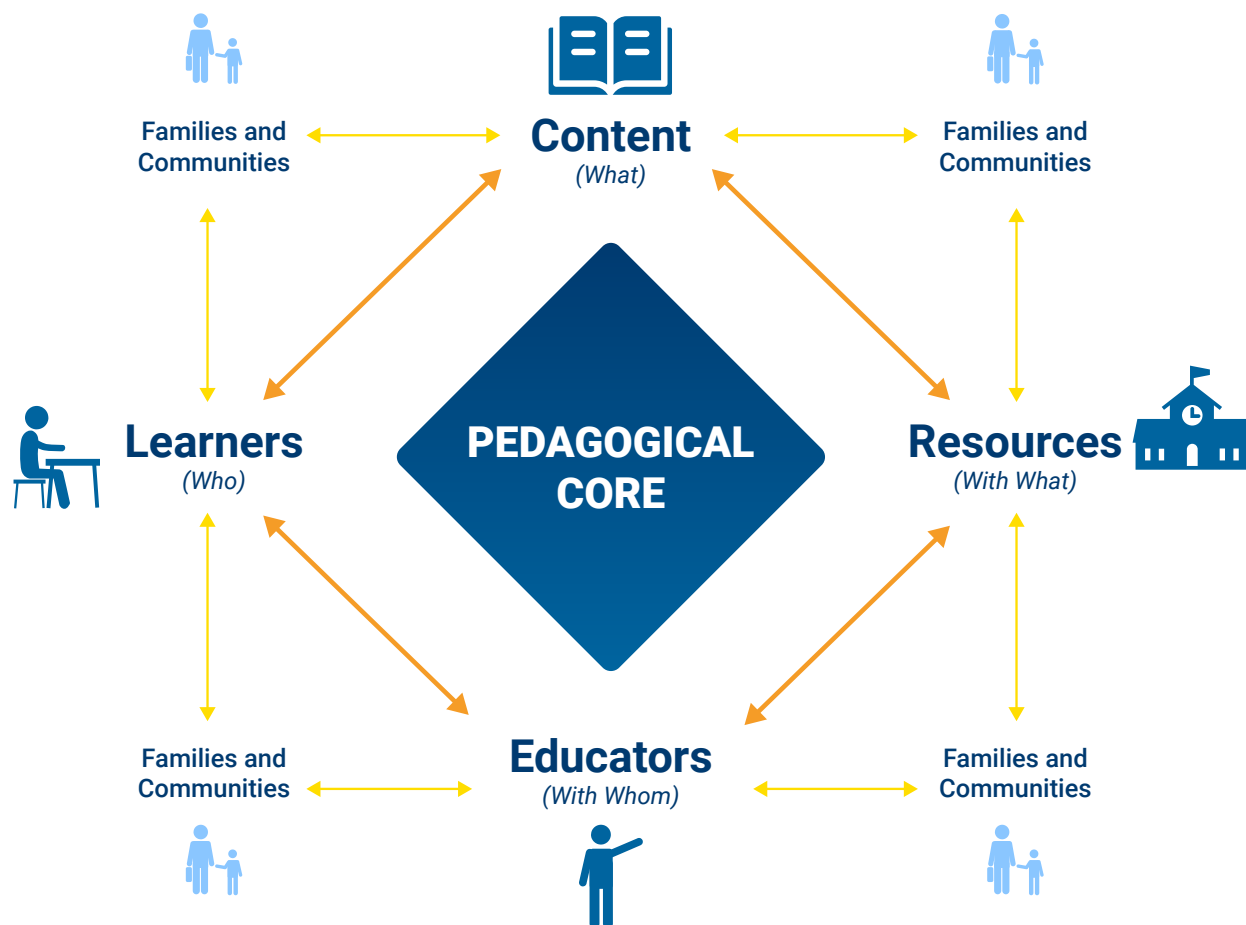 Families and
Communities
Content
(What)
Families and
Communities
Learners
(Who)
PEDAGOGICAL
CORE
Resources
(With What)
Families and
Communities
Educators
(With Whom)
Families and
Communities